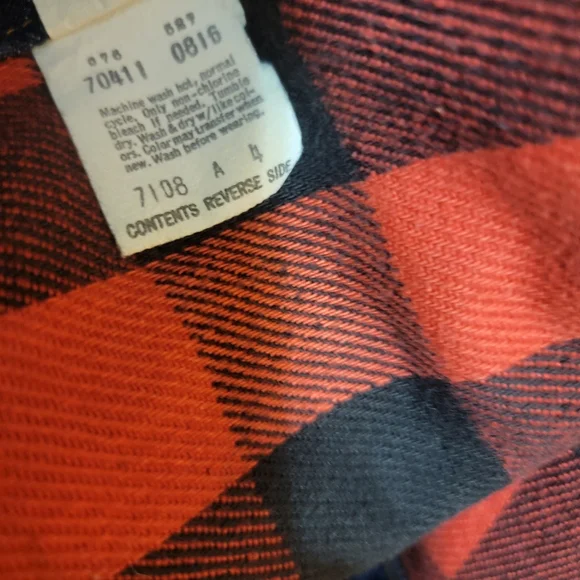 076 687
70411 0816
Machine wash hot, normal
cycle. Only non-chlorine
bleach if needed. Tumble
dry. Wash & dry w/like col-
ors. Color may transfer when
new. Wash before wearing.
7108 A 4
CONTENTS REVERSE SIDE